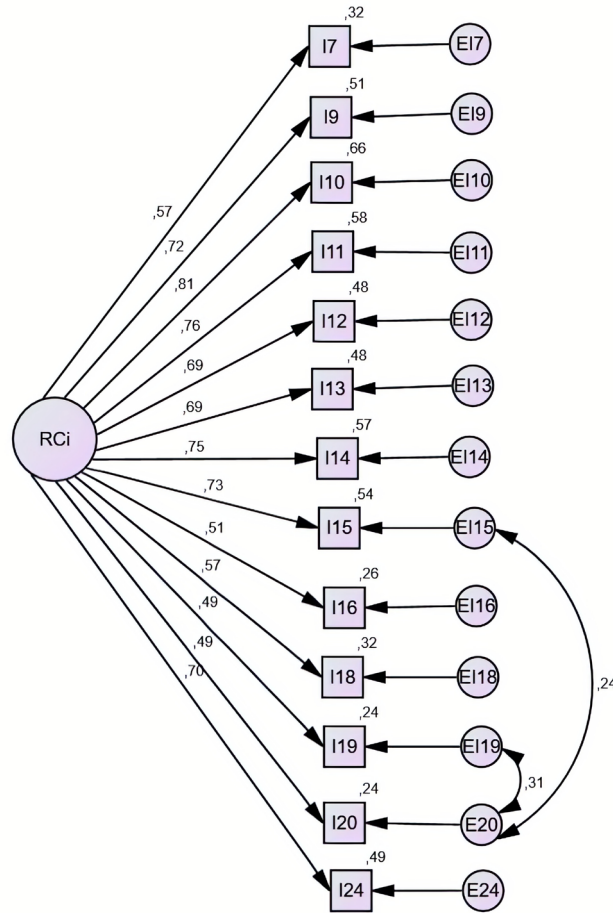 ,32
I7
EI7
,51
I9
EI9
,66
I10
EI10
,57
,58
I11
EI11
,72
,81
,48
I12
EI12
,76
,48
,69
I13
EI13
,69
RCi
,57
,75
I14
EI14
,54
,73
I15
EI15
,51
,26
I16
EI16
,57
,32
,49
I18
EI18
,49
,24
,70
,24
I19
EI19
,31
,24
I20
E20
,49
I24
E24